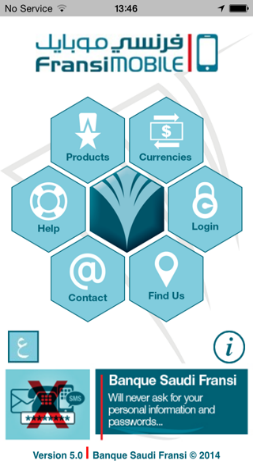 No Service 13:46
فرنسي موبايل
FransiMOBILE
Products
Currencies
$
Help
Login
@
Contact
Find Us
ع
i
SMS
Banque Saudi Fransi
Will never ask for your
personal information and
passwords...
Version 5.0 Banque Saudi Fransi © 2014